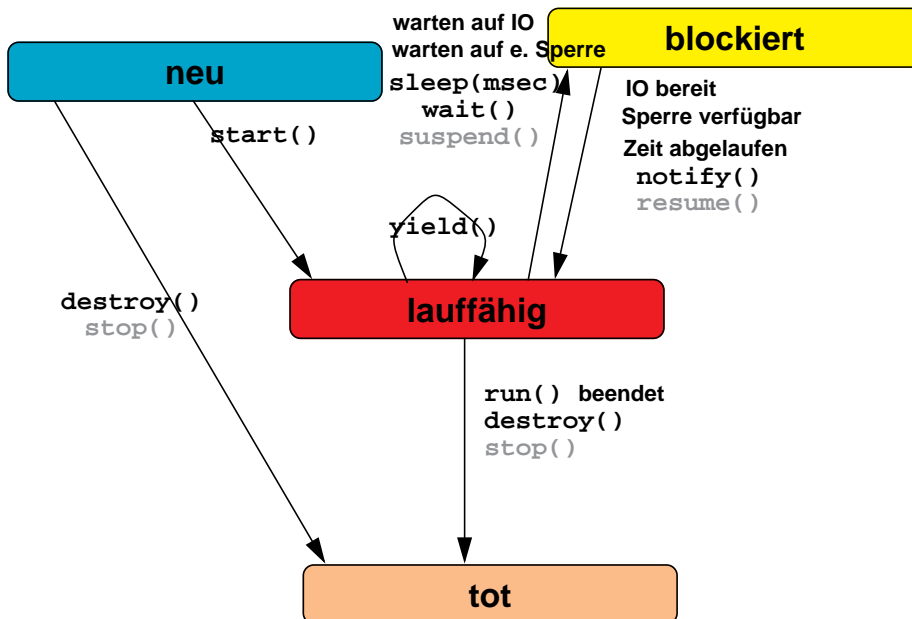 warten auf IO
warten auf e. Sperre
sleep(msec)
wait()
suspend()
blockiert
neu
IO bereit
Sperre verfügbar
Zeit abgelaufen
notify()
resume()
start()
yield()
destroy()
stop()
lauffähig
run() beendet
destroy()
stop()
tot